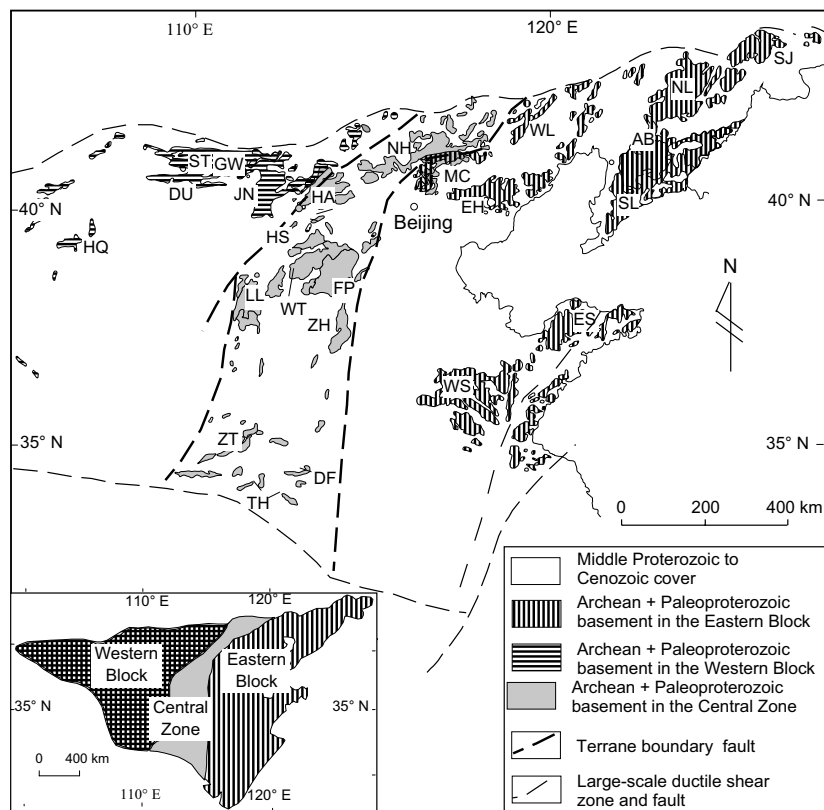 110° E
120° E
SJ
NL
WL
NH
AB
ST
GW
MC
DU
JN
HA
SL
40° N
40° N
EH
Beijing
HS
HQ
N
LL
FP
WT
ES
ZH
WS
ZT
35° N
35° N
DF
TH
0 200 400 km
Middle Proterozoic to
Cenozoic cover
Archean + Paleoproterozoic
basement in the Eastern Block
Archean + Paleoproterozoic
basement in the Western Block
Archean + Paleoproterozoic
basement in the Central Zone
Terrane boundary fault
Large-scale ductile shear
zone and fault
110° E
120° E
Western
Block
Eastern
Block
Central
Zone
35° N
35° N
0 400 km
110° E
120° E